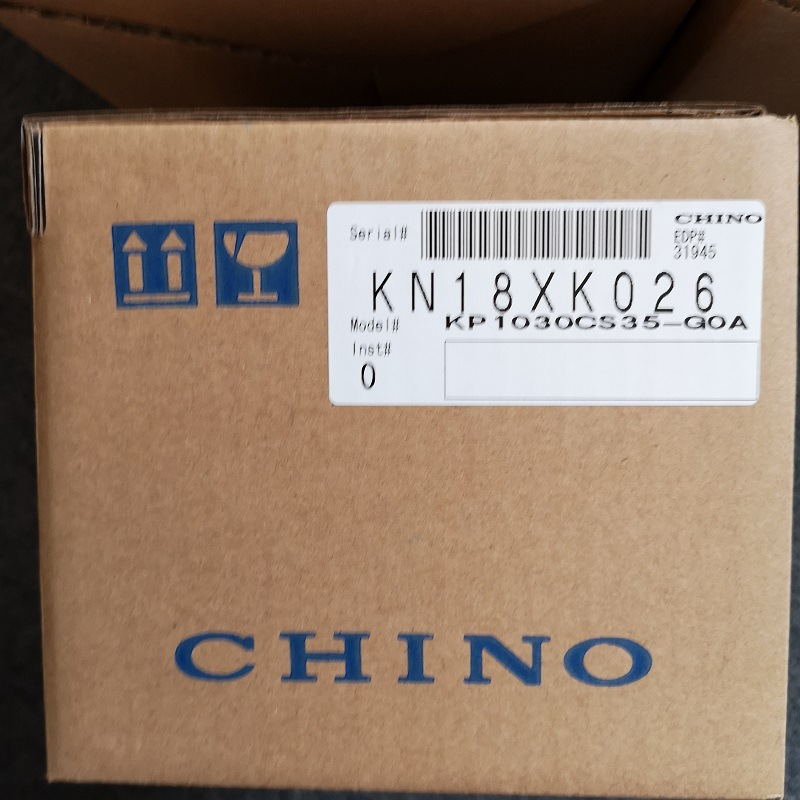 Serial#
CHINO
EDP#
31945
KN18XK026
Model# KP1030CS35-G0A
Inst#
0
CHINO